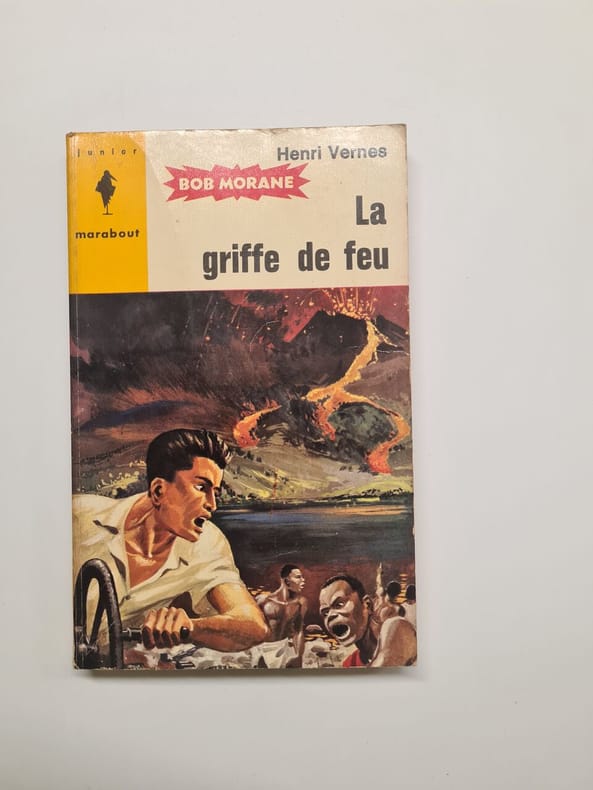 junior
marabout
Henri Vernes
BOB MORANE
La
griffe de feu